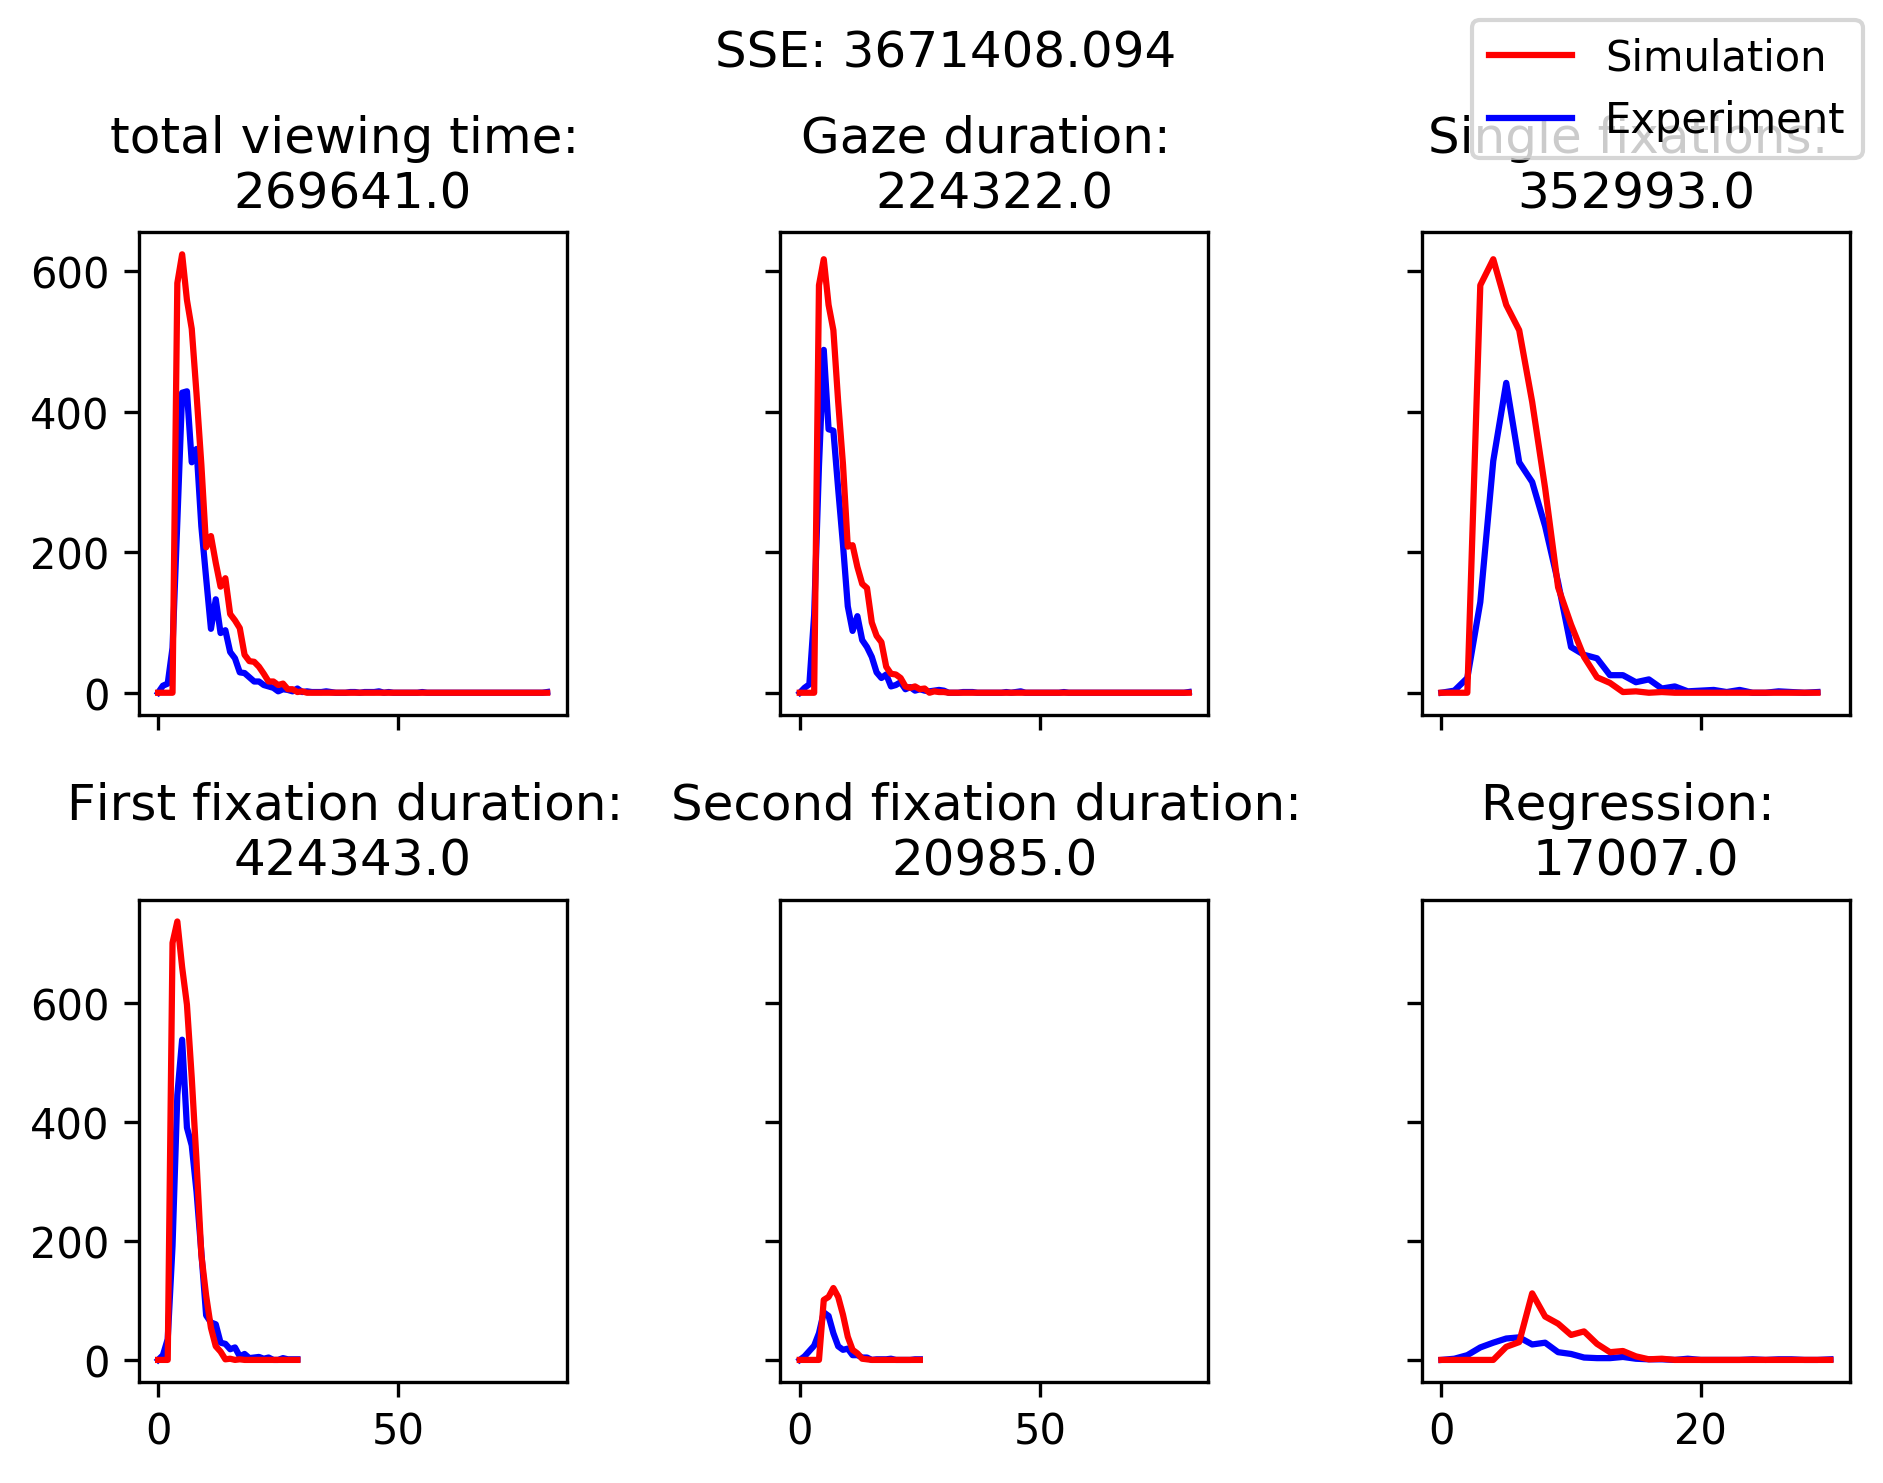 SSE: 3671408.094
Simulation
Experiment
total viewing time:
269641.0
Gaze duration:
224322.0
Single fixations:
352993.0
600
400
200
0
First fixation duration:
424343.0
Second fixation duration:
20985.0
Regression:
17007.0
600
400
200
0
0 50
0 50
0 20